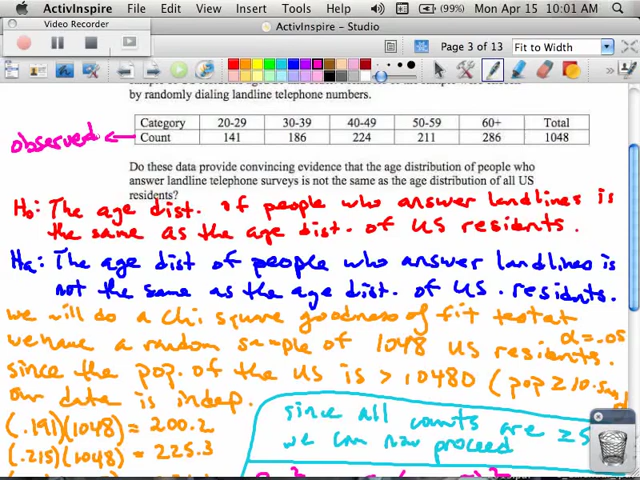 ActivInspire File Edit View Insert Tools Help (99%) Mon Apr 15 10:01 AM
Video Recorder
ActivInspire - Studio
Page 3 of 13 Fit to Width
by randomly dialing landline telephone numbers.
Category 20-29 30-39 40-49 50-59 60+ Total
observed Count 141 186 224 211 286 1048
Do these data provide convincing evidence that the age distribution of people who
answer landline telephone surveys is not the same as the age distribution of all US
residents?
H₀: The age dist. of people who answer landlines is
the same as the age dist. of US residents.
Ha: The age dist of people who answer landlines is
not the same as the age dist. of US. residents.
we will do a chi square goodness of fit test at
α = .05
we have a random sample of 1048 US residents.
since the pop. of the US is > 10480 (pop ≥ 10.
our data is indep.
(.191)(1048) = 200.2
(.215)(1048) = 225.3
since all counts are ≥5
we can now proceed